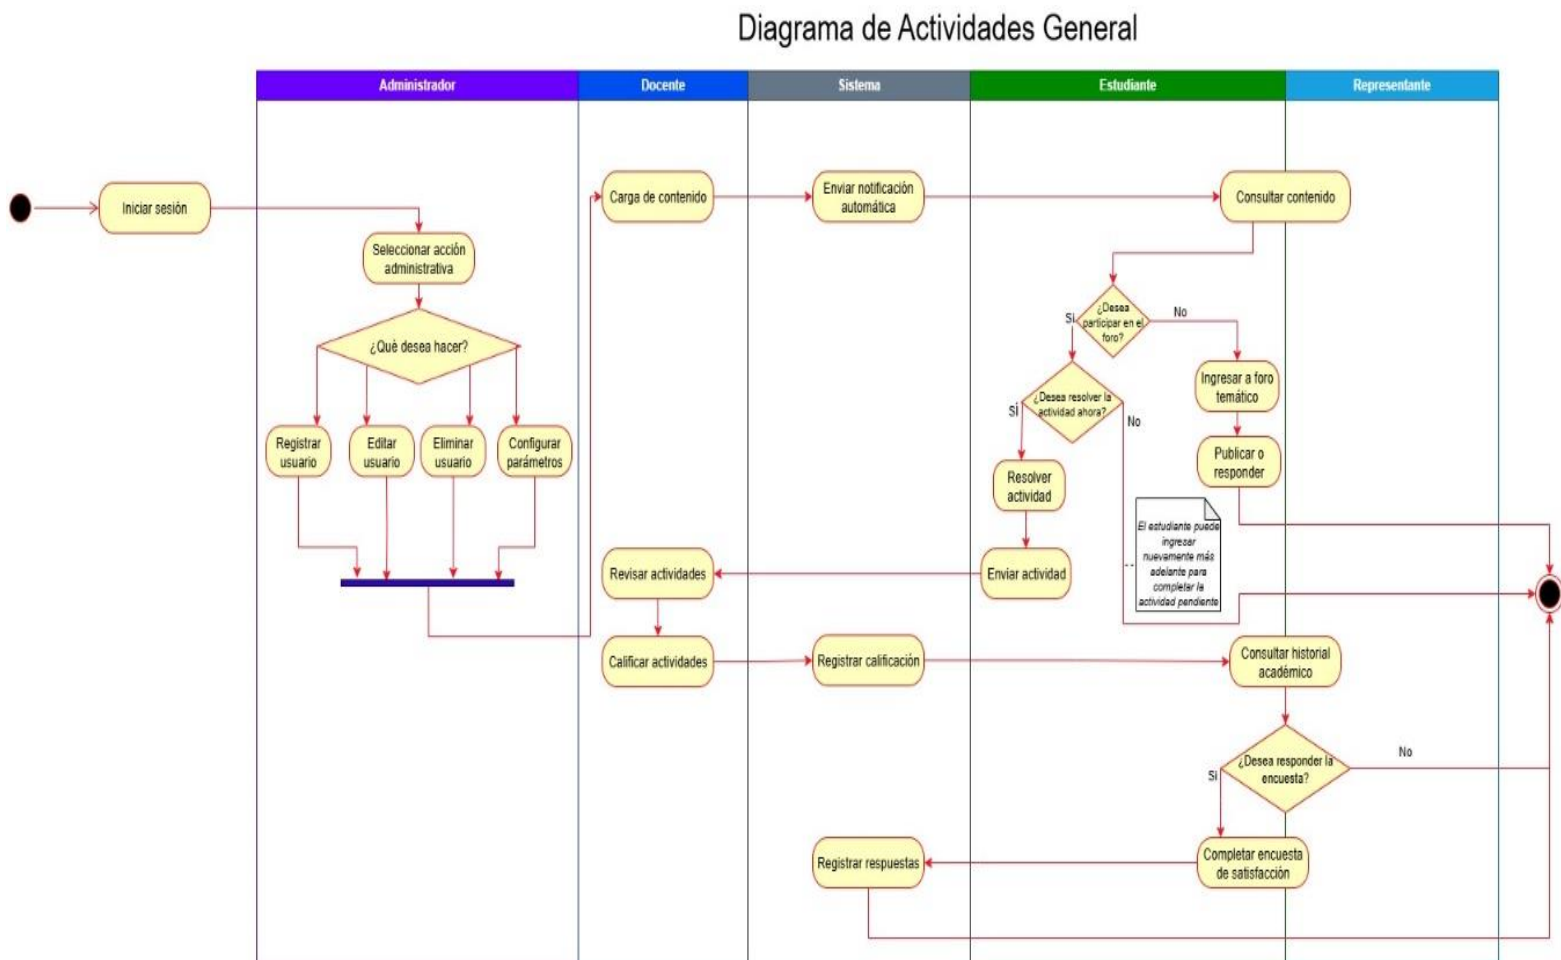 Diagrama de Actividades General
Administrador
Docente
Sistema
Estudiante
Representante
Iniciar sesión
Seleccionar acción
administrativa
¿Què desea hacer?
Registrar
usuario
Editar
usuario
Eliminar
usuario
Configurar
parámetros
Carga de contenido
Enviar notificación
automática
Consultar contenido
¿Desea
participar en el
foro?
Si
No
¿Desea resolver la
actividad ahora?
SÍ
No
Ingresar a foro
temático
Publicar o
responder
Resolver
actividad
Enviar actividad
El estudiante puede
ingresar
nuevamente más
adelante para
completar la
actividad pendiente
Revisar actividades
Calificar actividades
Registrar calificación
Consultar historial
académico
¿Desea responder la
encuesta?
Si
No
Completar encuesta
de satisfacción
Registrar respuestas